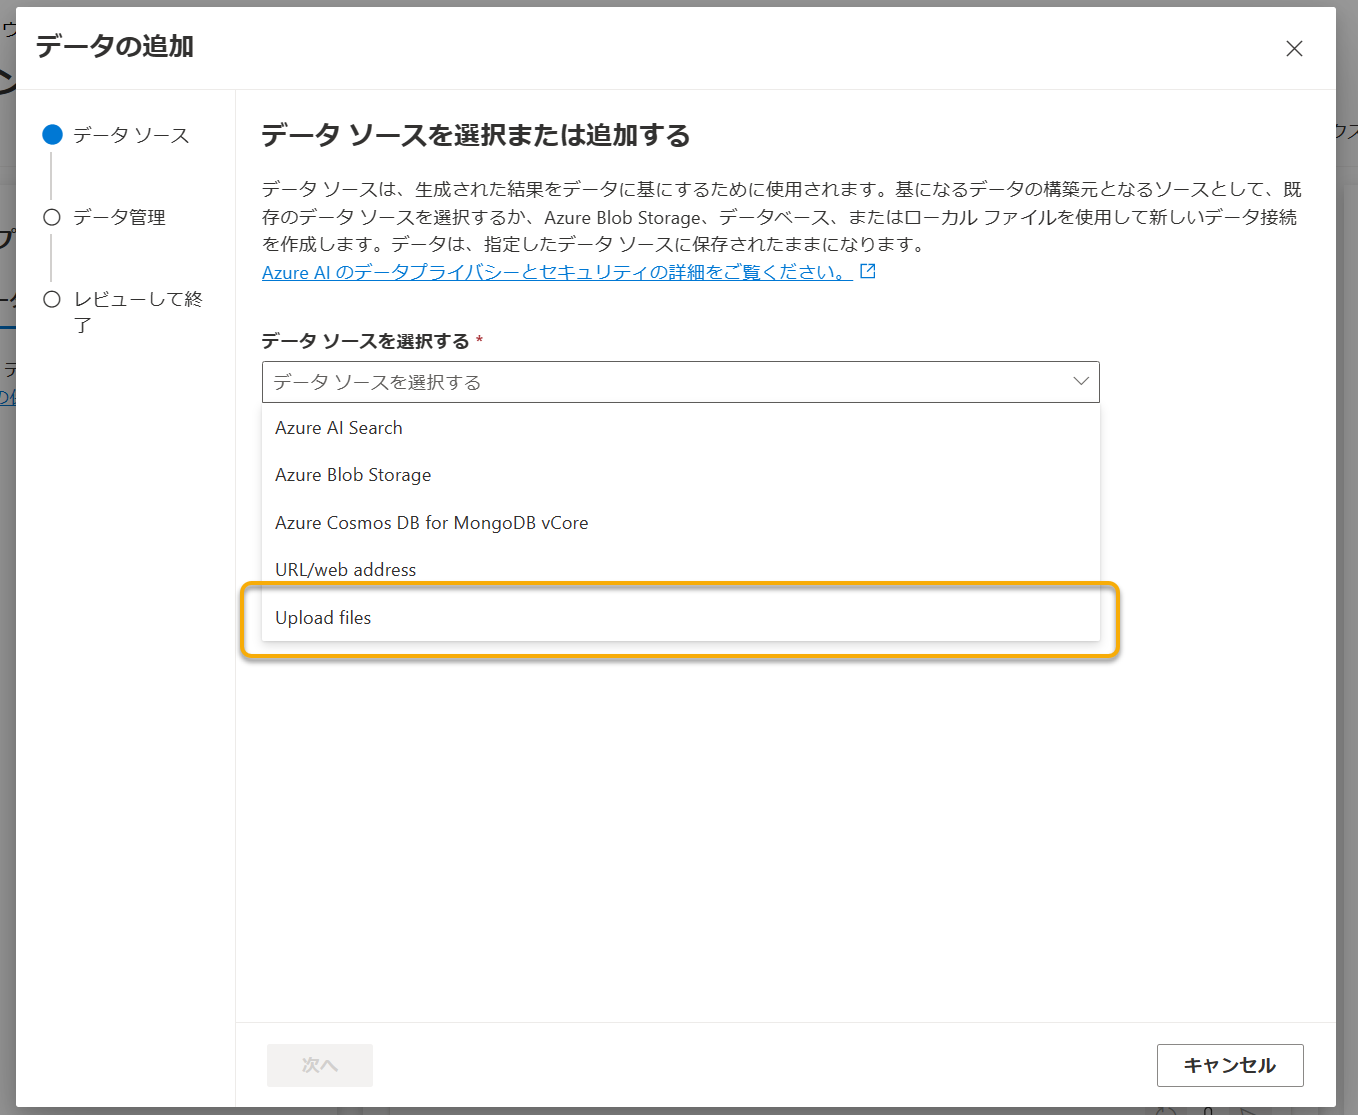 データの追加
データ ソース
データ管理
レビューして終
了
データ ソースを選択または追加する
データ ソースは、生成された結果をデータに基にするために使用されます。基になるデータの構築元となるソースとして、既
存のデータ ソースを選択するか、Azure Blob Storage、データベース、またはローカル ファイルを使用して新しいデータ接続
を作成します。データは、指定したデータ ソースに保存されたままになります。
Azure AI のデータプライバシーとセキュリティの詳細をご覧ください。
データ ソースを選択する *
データ ソースを選択する
Azure AI Search
Azure Blob Storage
Azure Cosmos DB for MongoDB vCore
URL/web address
Upload files
次へ
キャンセル